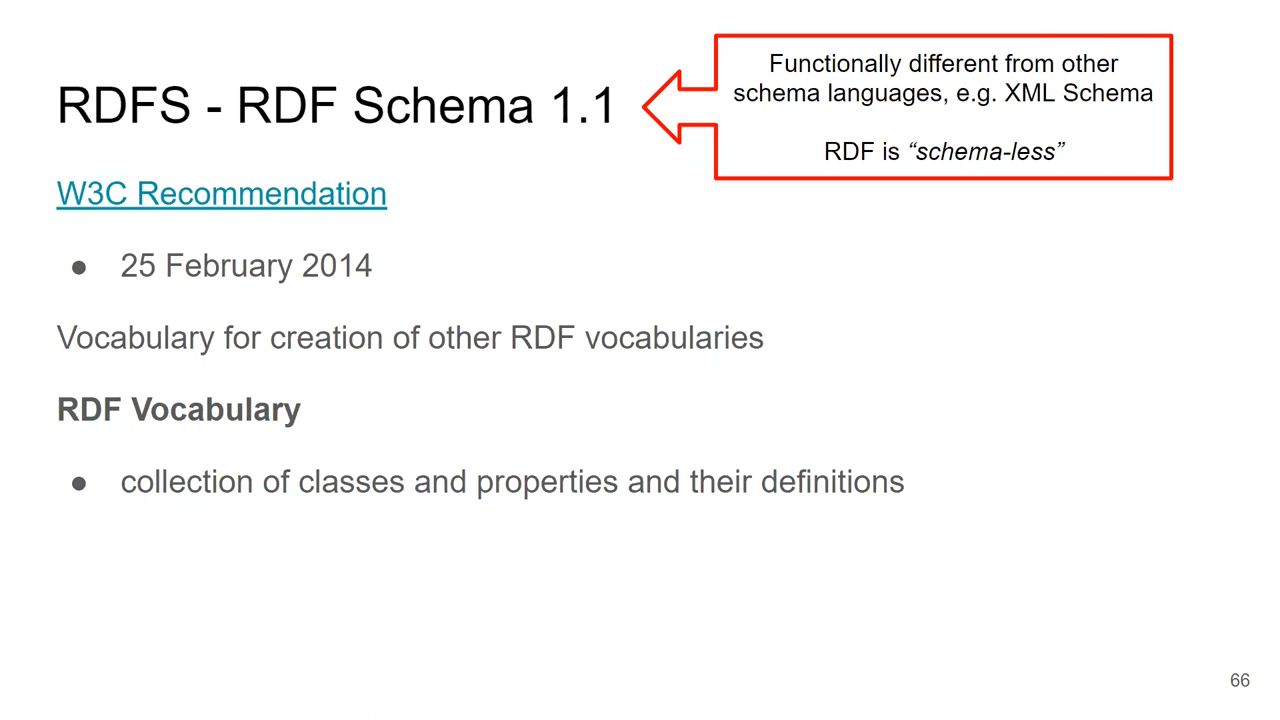 RDFS - RDF Schema 1.1
Functionally different from other
schema languages, e.g. XML Schema
RDF is “schema-less”
W3C Recommendation
● 25 February 2014
Vocabulary for creation of other RDF vocabularies
RDF Vocabulary
● collection of classes and properties and their definitions
66